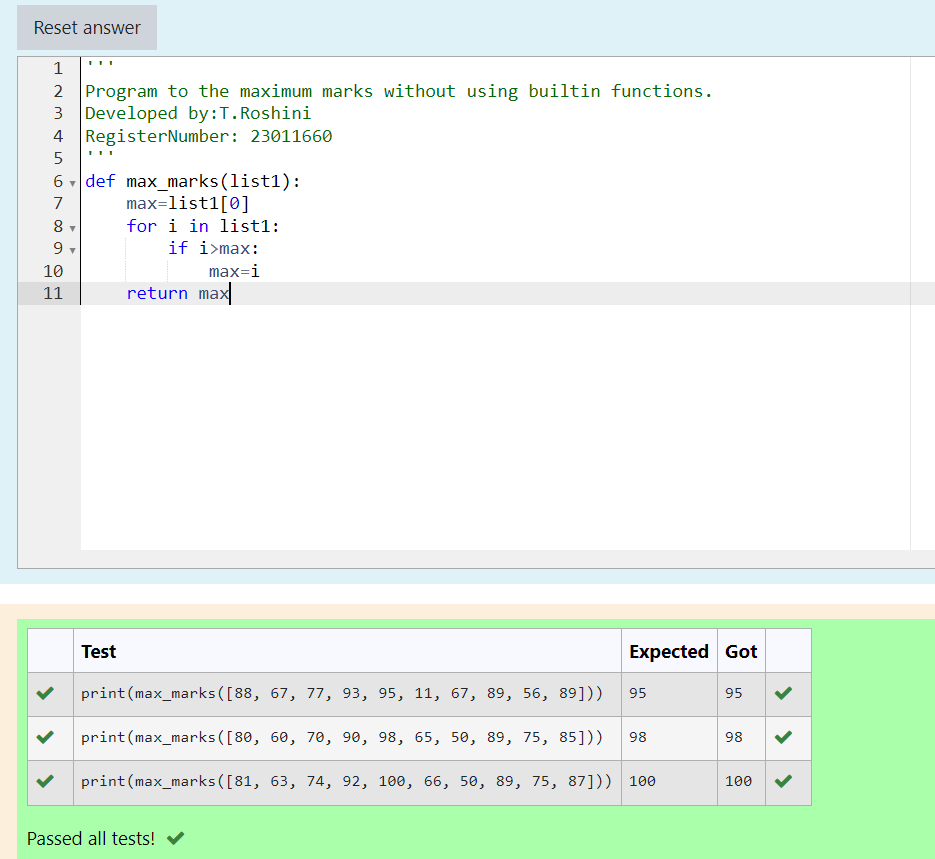 Reset answer
1 '''
2 Program to the maximum marks without using builtin functions.
3 Developed by:T.Roshini
4 RegisterNumber: 23011660
5 '''
6 def max_marks(list1):
7     max=list1[0]
8     for i in list1:
9         if i>max:
10             max=i
11     return max
Test Expected Got
print(max_marks([88, 67, 77, 93, 95, 11, 67, 89, 56, 89])) 95 95
print(max_marks([80, 60, 70, 90, 98, 65, 50, 89, 75, 85])) 98 98
print(max_marks([81, 63, 74, 92, 100, 66, 50, 89, 75, 87])) 100 100
Passed all tests!